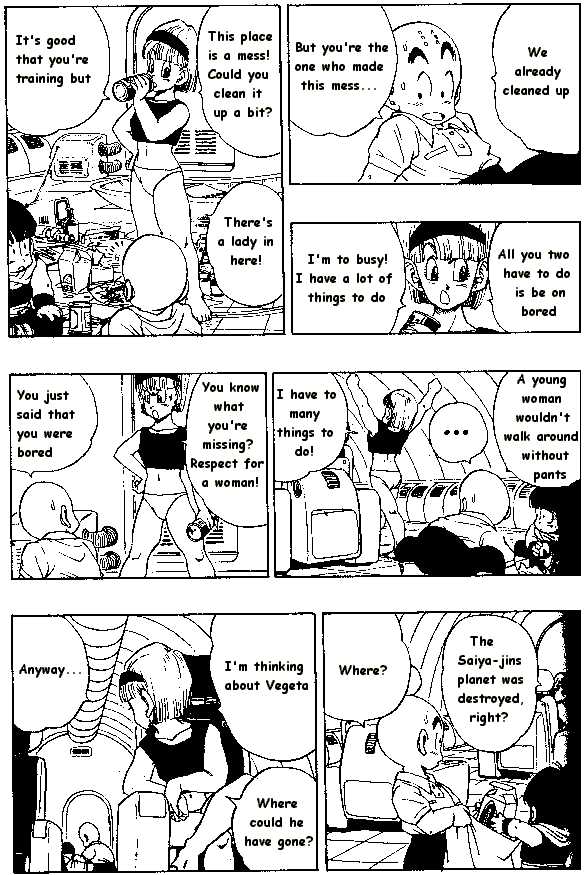 It's good
that you're
training but
This place
is a mess!
Could you
clean it
up a bit?
There's
a lady in
here!
But you're the
one who made
this mess...
We
already
cleaned up
I'm to busy!
I have a lot of
things to do
All you two
have to do
is be on
bored
You just
said that
you were
bored
You know
what
you're
missing?
Respect for
a woman!
I have to
many
things to
do!
...
A young
woman
wouldn't
walk around
without
pants
Anyway...
I'm thinking
about Vegeta
Where
could he
have gone?
Where?
The
Saiya-jins
planet was
destroyed,
right?